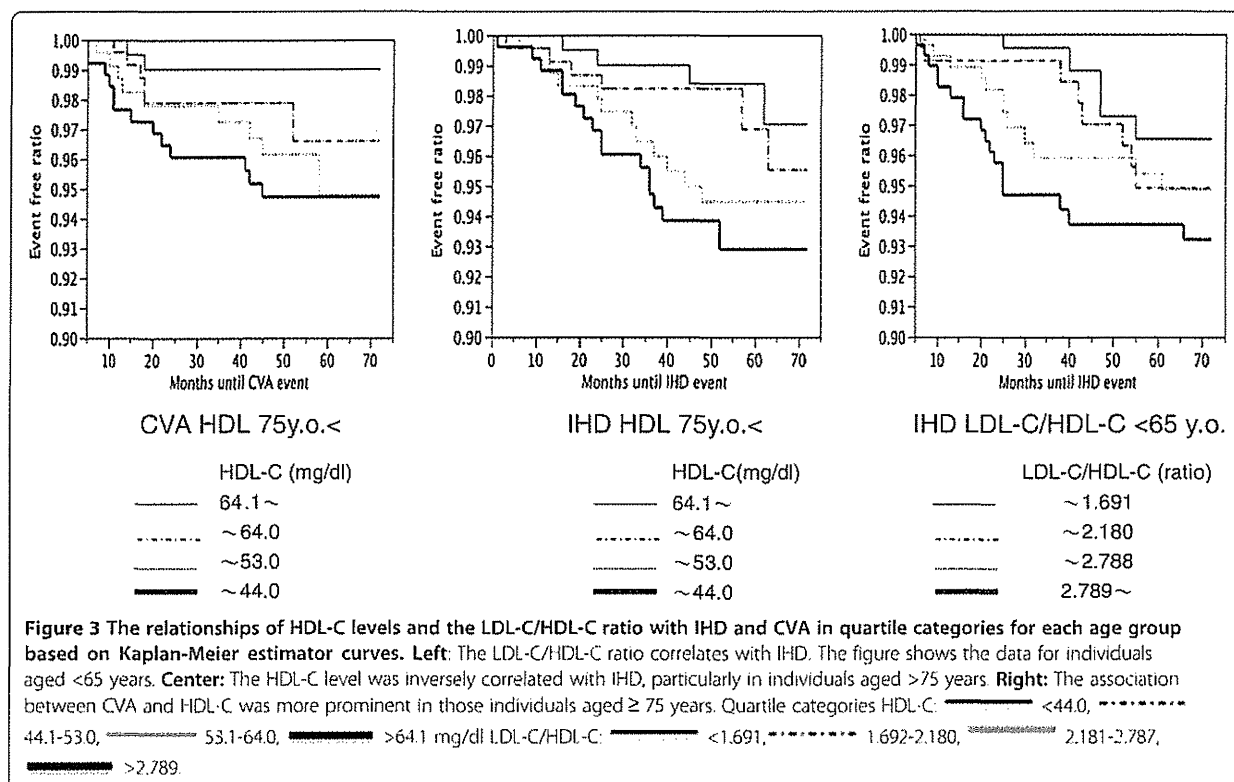 1.00
0.99
0.98
0.97
0.96
0.95
0.94
0.93
0.92
0.91
0.90
Event free ratio
10 20 30 40 50 60 70
Months until CVA event
CVA HDL 75y.o.<
HDL-C (mg/dl)
64.1~
~64.0
~53.0
~44.0
1.00
0.99
0.98
0.97
0.96
0.95
0.94
0.93
0.92
0.91
0.90
Event free ratio
0 10 20 30 40 50 60 70
Months until IHD event
IHD HDL 75y.o.<
HDL-C(mg/dl)
64.1~
~64.0
~53.0
~44.0
1.00
0.99
0.98
0.97
0.96
0.95
0.94
0.93
0.92
0.91
0.90
Event free ratio
10 20 30 40 50 60 70
Months until IHD event
IHD LDL-C/HDL-C <65 y.o.
LDL-C/HDL-C (ratio)
~1.691
~2.180
~2.788
2.789~
Figure 3 The relationships of HDL-C levels and the LDL-C/HDL-C ratio with IHD and CVA in quartile categories for each age group
based on Kaplan-Meier estimator curves. Left: The LDL-C/HDL-C ratio correlates with IHD. The figure shows the data for individuals
aged <65 years. Center: The HDL-C level was inversely correlated with IHD, particularly in individuals aged >75 years. Right: The association
between CVA and HDL-C was more prominent in those individuals aged ≥ 75 years. Quartile categories HDL-C: <44.0,
44.1-53.0, 53.1-64.0, >64.1 mg/dl LDL-C/HDL-C: <1.691, 1.692-2.180, 2.181-2.787,
>2.789.